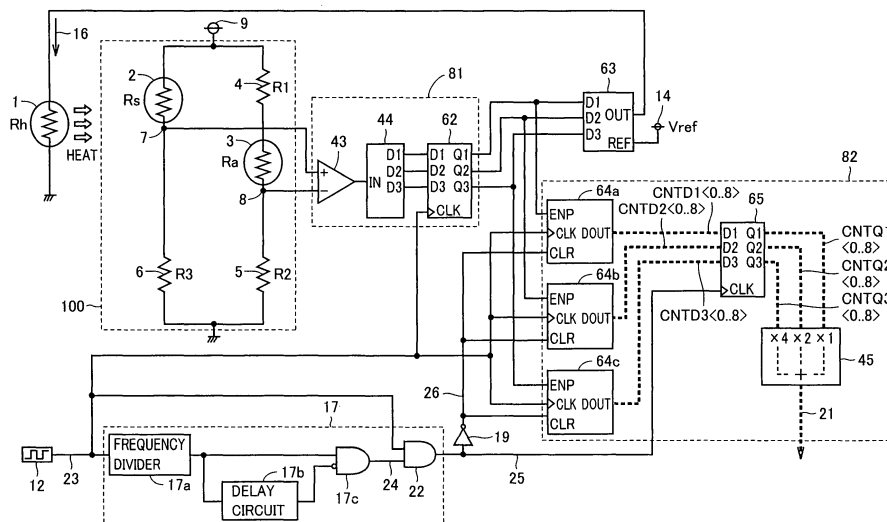 9
16
2
4
R1
81
63
1
Rs
44
62
D1
D2
D3
OUT
REF
14
Vref
Rh
HEAT
7
3
Ra
43
D1
D2
D3
D1
D2
D3
Q1
Q2
Q3
IN
CLK
8
82
64a
CNTD1<0..8>
CNTD2<0..8>
65
ENP
CLK DOUT
CLR
D1 Q1
D2 Q2
D3 Q3
CLK
CNTQ1
<0..8>
CNTQ2
<0..8>
CNTQ3
<0..8>
6
R3
5
R2
64b
ENP
CLK DOUT
CLR
CNTD3<0..8>
100
64c
×4 ×2 ×1
+
45
26
ENP
CLK DOUT
CLR
17
19
21
12
23
FREQUENCY
DIVIDER
17a
17b
DELAY
CIRCUIT
17c
24
22
25